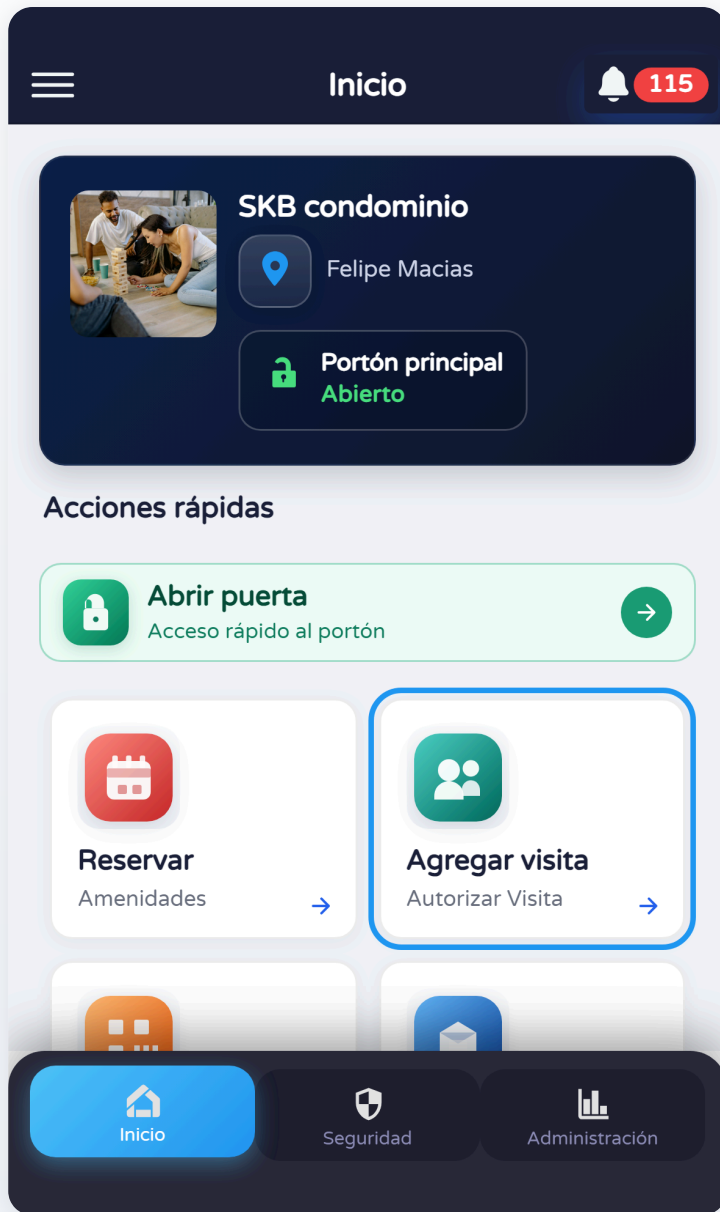 Inicio
115
SKB condominio
Felipe Macias
Portón principal
Abierto
Acciones rápidas
Abrir puerta
Acceso rápido al portón
Reservar
Amenidades
Agregar visita
Autorizar Visita
Inicio
Seguridad
Administración